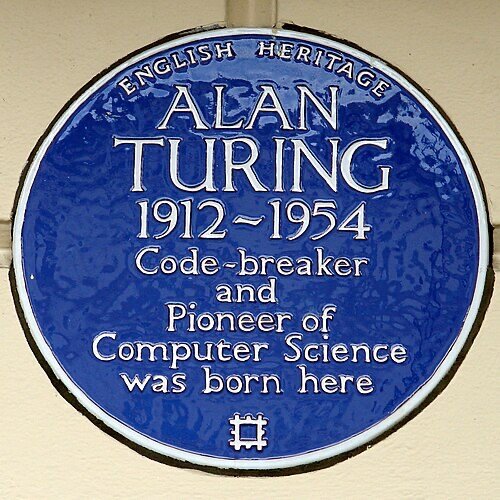 ENGLISH HERITAGE
ALAN
TURING
1912~1954
Code-breaker
and
Pioneer of
Computer Science
was born here